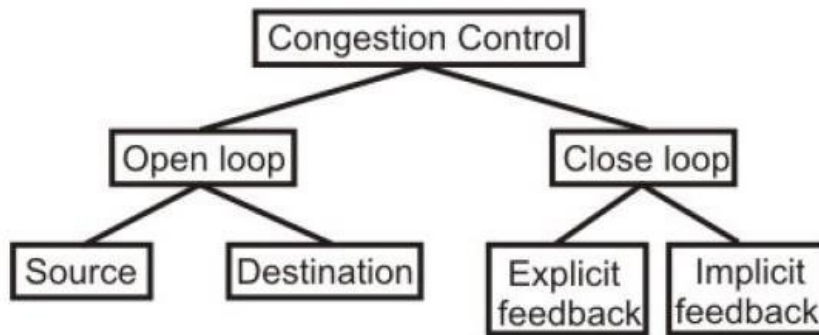 Congestion Control
Open loop
Close loop
Source
Destination
Explicit
feedback
Implicit
feedback